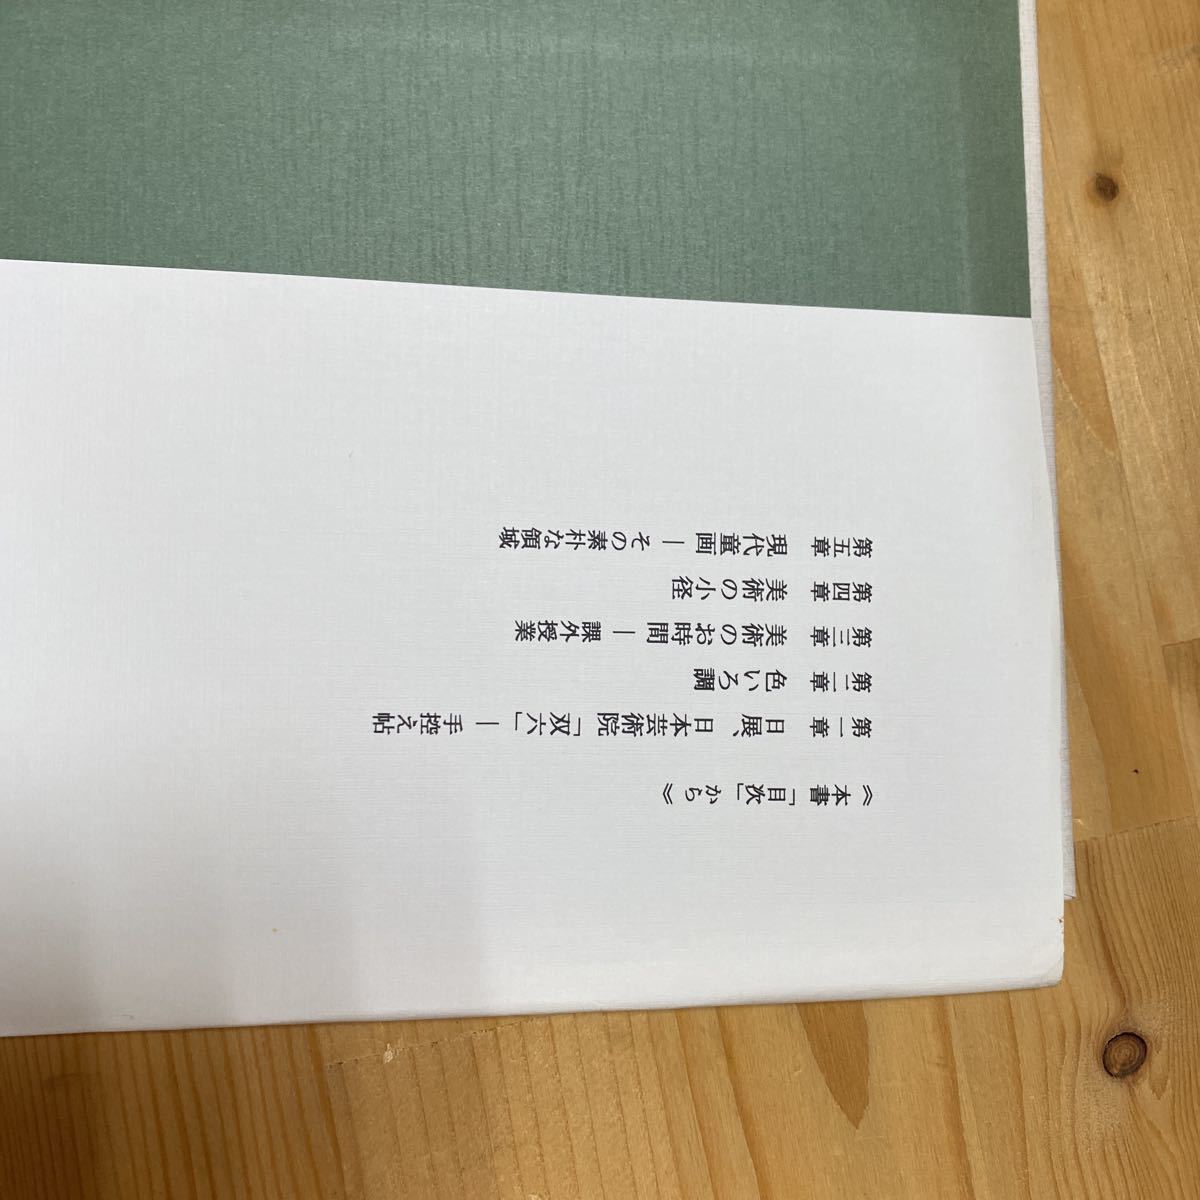 《本書「目次」から》
第一章 日展、日本芸術院「双六」―手控え帖
第二章 色いろ調
第三章 美術のお時間―課外授業
第四章 美術の小径
第五章 現代童画―その素朴な領域